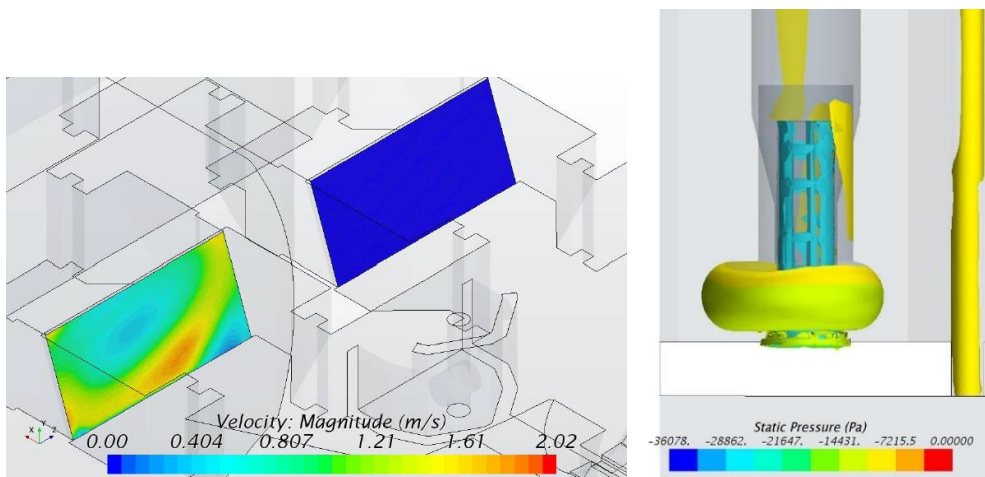 Velocity: Magnitude (m/s)
0.00 0.404 0.807 1.21 1.61 2.02
Static Pressure (Pa)
-36078. -28862. -21647. -14431. -7215.5 0.00000